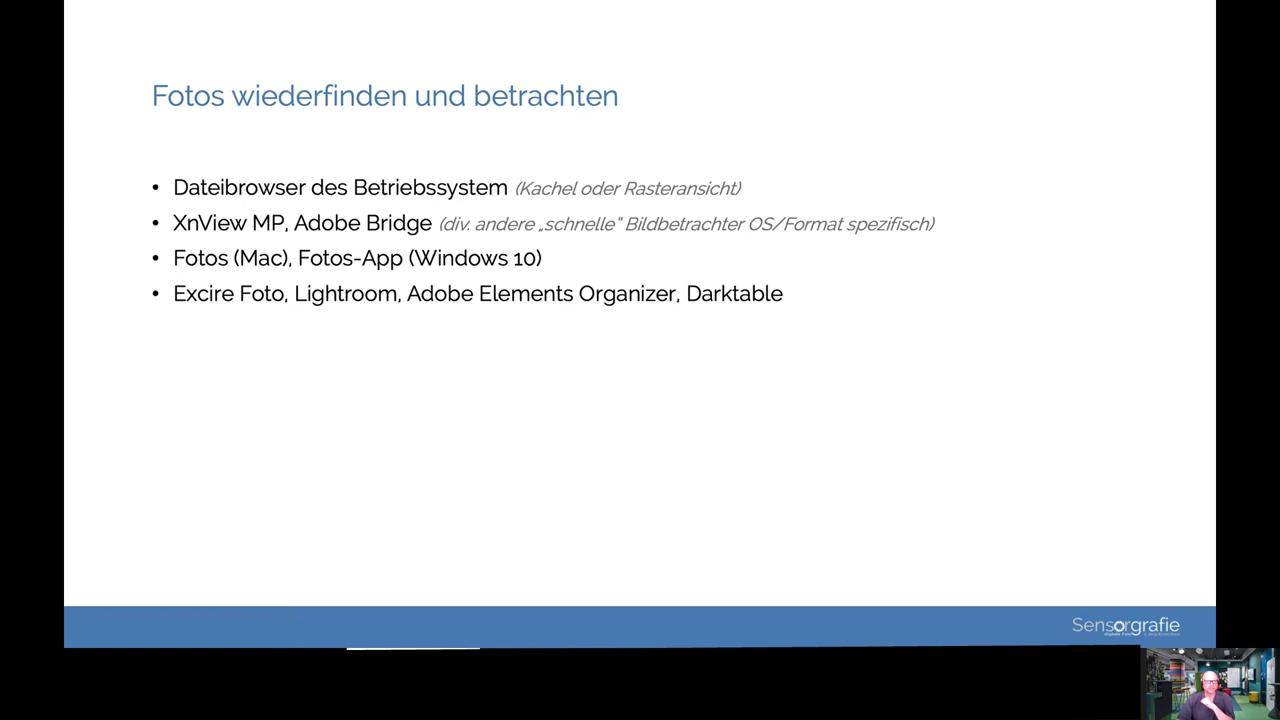 Fotos wiederfinden und betrachten
• Dateibrowser des Betriebssystem (Kachel oder Rasteransicht)
• XnView MP, Adobe Bridge (div. andere „schnelle“ Bildbetrachter OS/Format spezifisch)
• Fotos (Mac), Fotos-App (Windows 10)
• Excire Foto, Lightroom, Adobe Elements Organizer, Darktable
Sensorgrafie